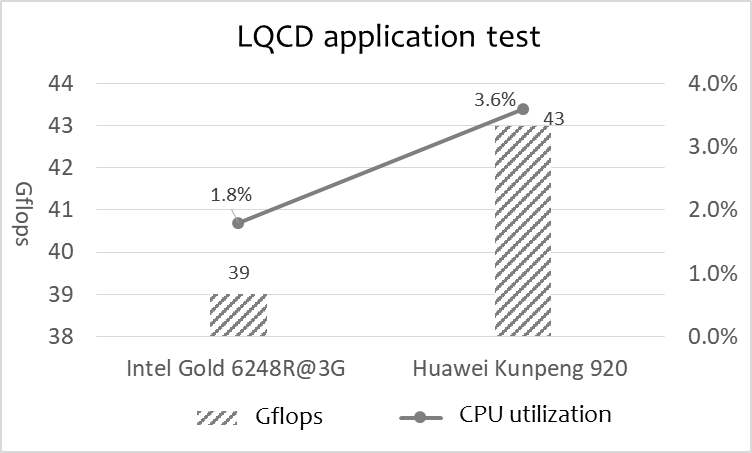 LQCD application test
44
43
42
41
40
39
38
Gflops
4.0%
3.0%
2.0%
1.0%
0.0%
1.8%
3.6%
39
43
Intel Gold 6248R@3G
Huawei Kunpeng 920
Gflops
CPU utilization